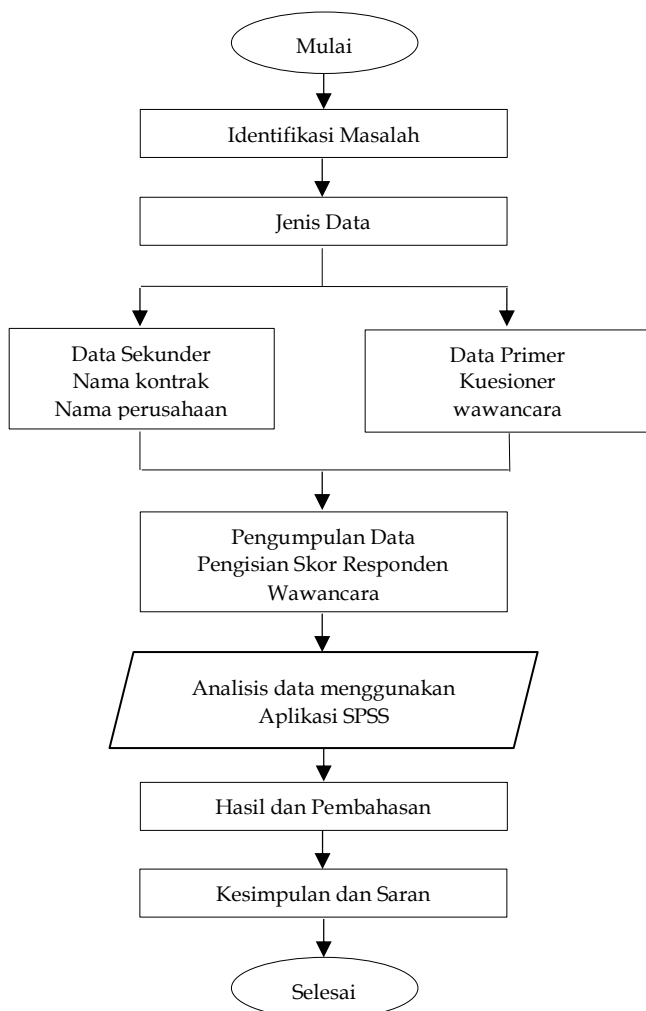 Mulai
Identifikasi Masalah
Jenis Data
Data Sekunder
Nama kontrak
Nama perusahaan
Data Primer
Kuesioner
wawancara
Pengumpulan Data
Pengisian Skor Responden
Wawancara
Analisis data menggunakan
Aplikasi SPSS
Hasil dan Pembahasan
Kesimpulan dan Saran
Selesai